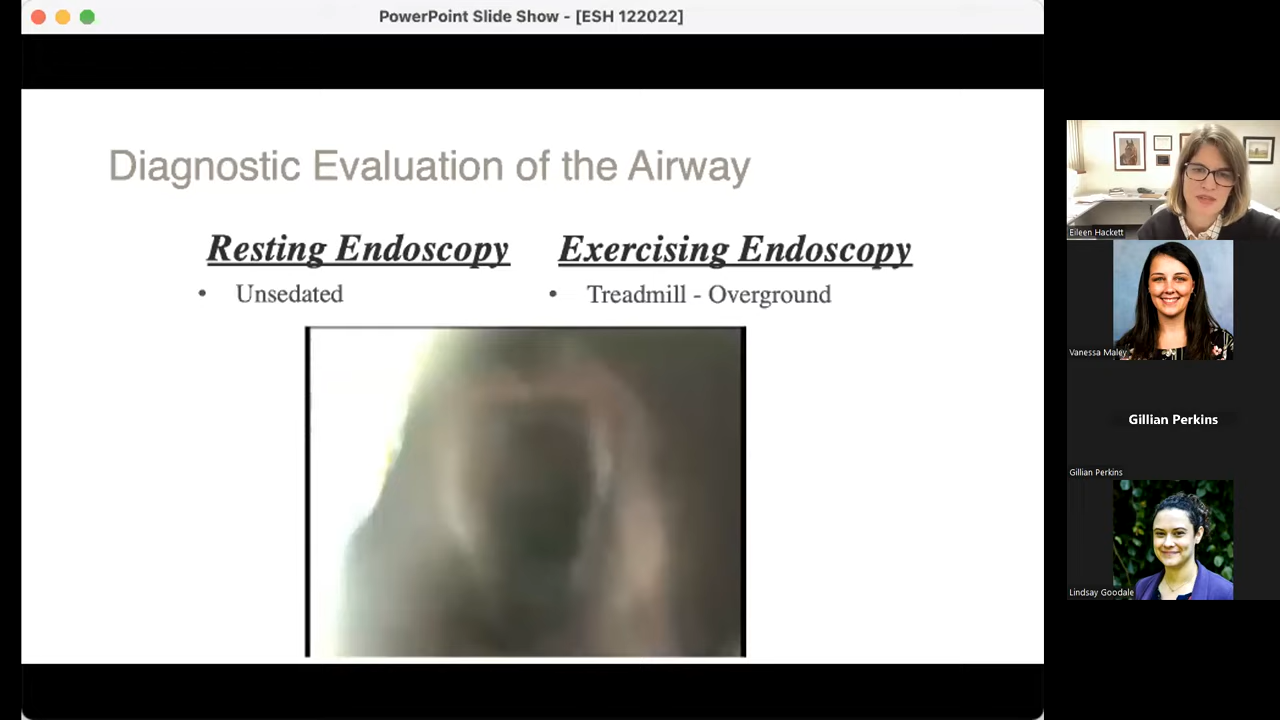 PowerPoint Slide Show - [ESH 122022]
Diagnostic Evaluation of the Airway
Resting Endoscopy
• Unsedated
Exercising Endoscopy
• Treadmill - Overground
Eileen Hackett
Vanessa Maley
Gillian Perkins
Gillian Perkins
Lindsay Goodale